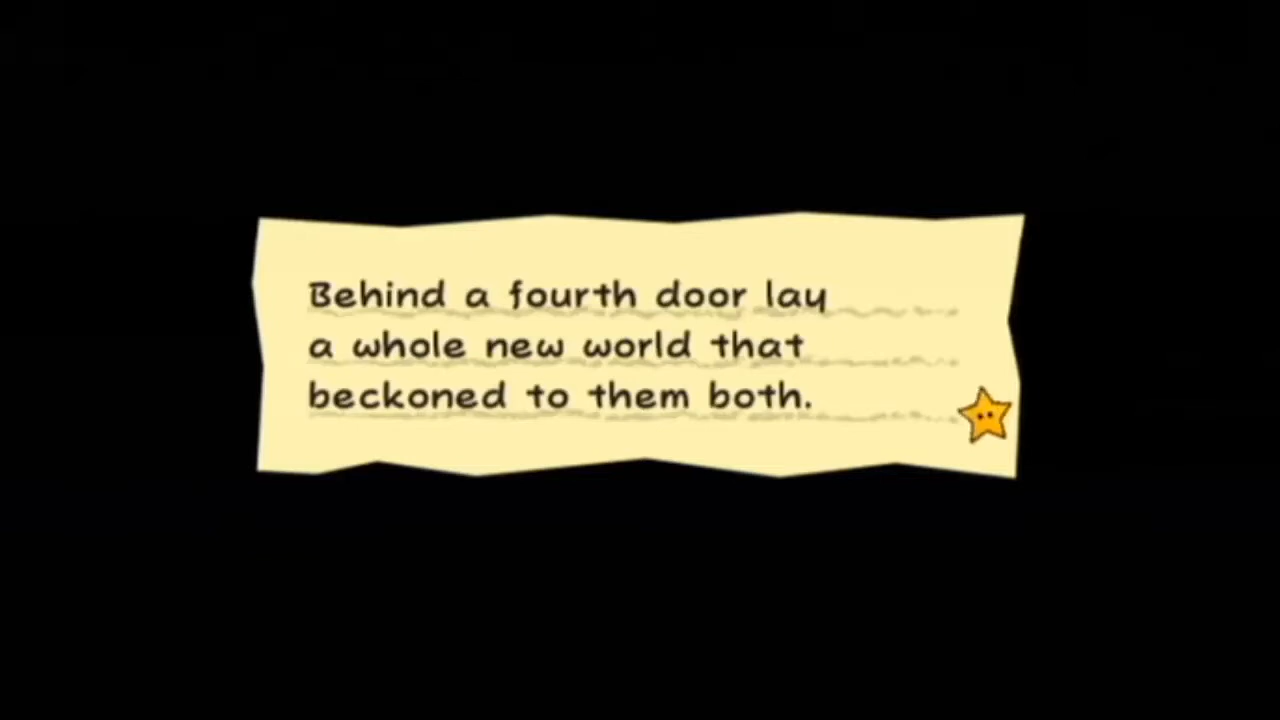 Behind a fourth door lay
a whole new world that
beckoned to them both.